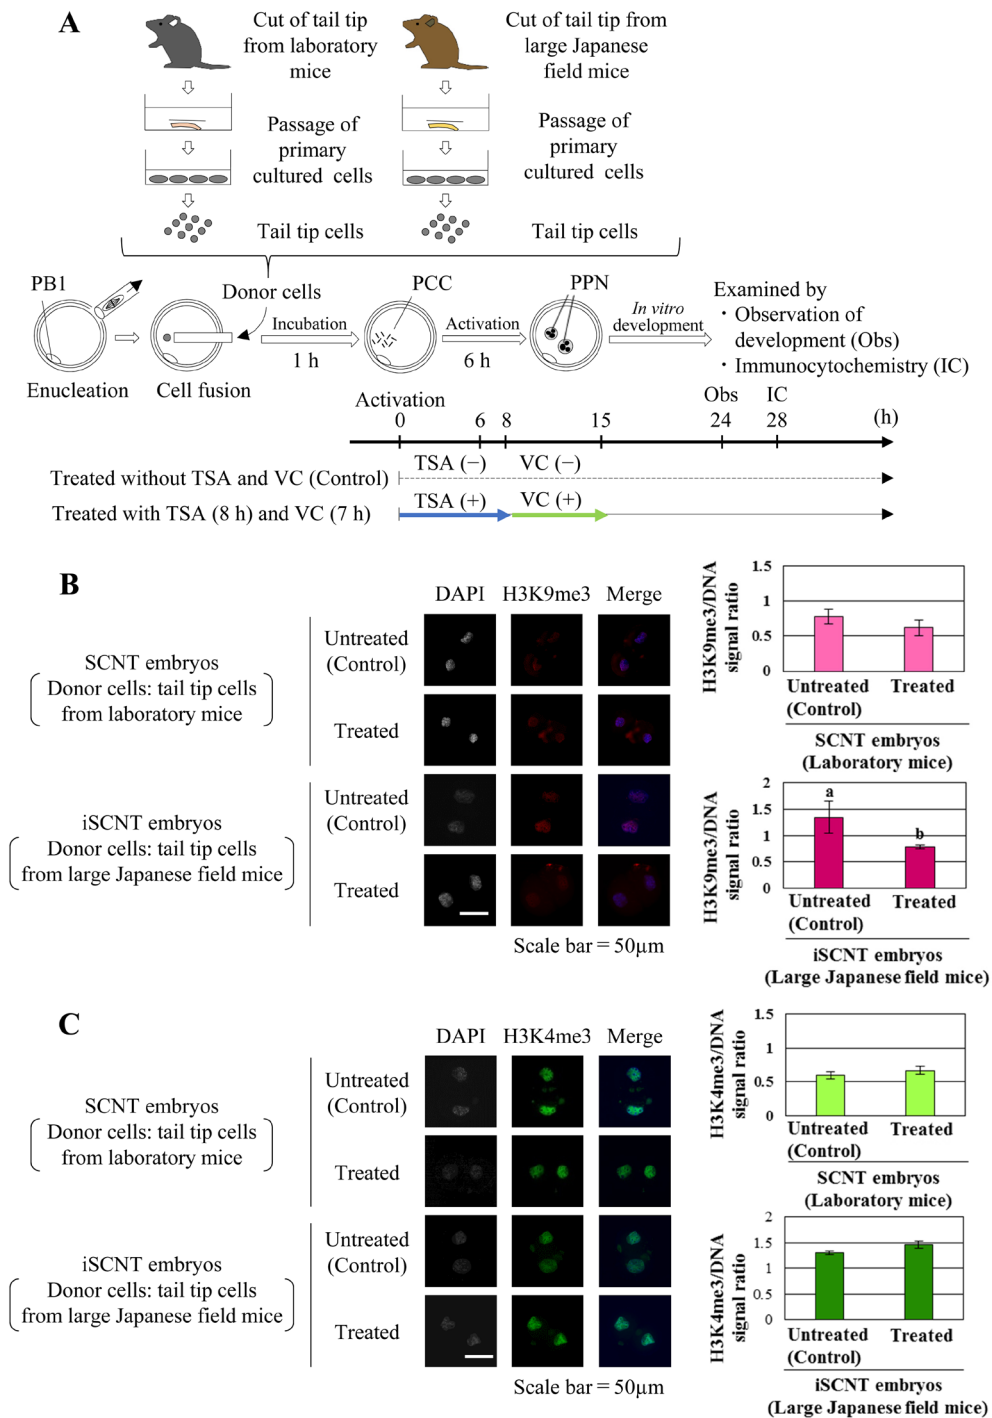 A
Cut of tail tip
from laboratory
mice
Cut of tail tip from
large Japanese
field mice
Passage of
primary
cultured cells
Passage of
primary
cultured cells
Tail tip cells
Tail tip cells
PB1
Donor cells
PCC
PPN
Incubation
1 h
Activation
6 h
In vitro
development
Enucleation
Cell fusion
Examined by
・Observation of
development (Obs)
・Immunocytochemistry (IC)
Activation
Obs
IC
0
6
8
15
24
28
(h)
TSA (−)
VC (−)
Treated without TSA and VC (Control)
TSA (+)
VC (+)
Treated with TSA (8 h) and VC (7 h)
B
DAPI
H3K9me3
Merge
SCNT embryos
Donor cells: tail tip cells
from laboratory mice
Untreated
(Control)
Treated
iSCNT embryos
Donor cells: tail tip cells
from large Japanese field mice
Untreated
(Control)
Treated
Scale bar = 50µm
H3K9me3/DNA
signal ratio
1.5
1
0.5
0
Untreated
(Control)
Treated
SCNT embryos
(Laboratory mice)
H3K9me3/DNA
signal ratio
2
1.5
1
0.5
0
a
b
Untreated
(Control)
Treated
iSCNT embryos
(Large Japanese field mice)
C
DAPI
H3K4me3
Merge
SCNT embryos
Donor cells: tail tip cells
from laboratory mice
Untreated
(Control)
Treated
iSCNT embryos
Donor cells: tail tip cells
from large Japanese field mice
Untreated
(Control)
Treated
Scale bar = 50µm
H3K4me3/DNA
signal ratio
1.5
1
0.5
0
Untreated
(Control)
Treated
SCNT embryos
(Laboratory mice)
H3K4me3/DNA
signal ratio
2
1.5
1
0.5
0
Untreated
(Control)
Treated
iSCNT embryos
(Large Japanese field mice)